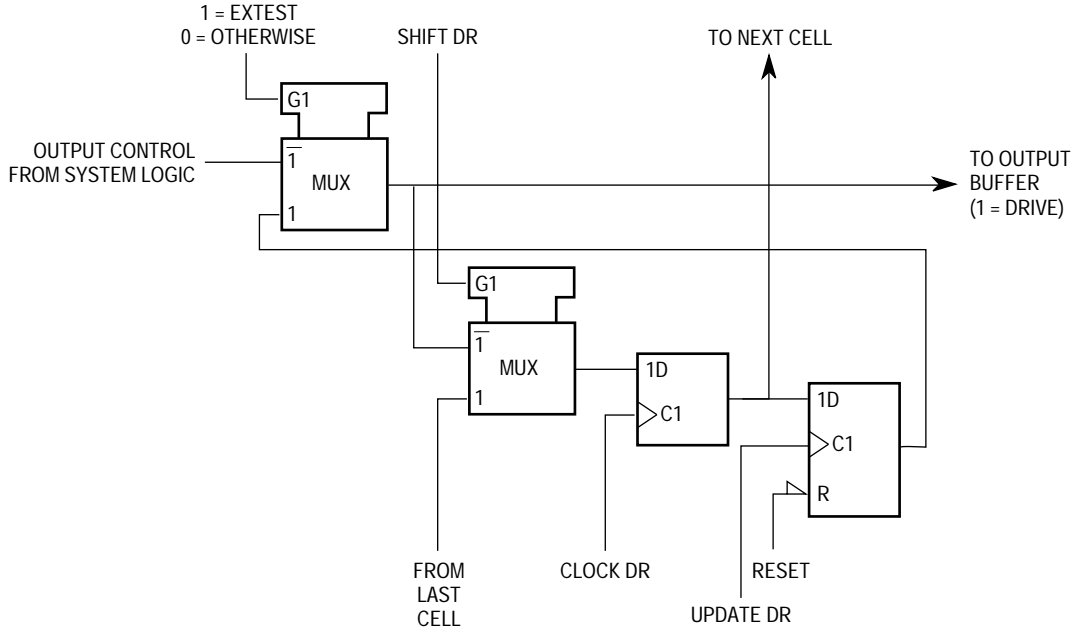 1 = EXTEST
0 = OTHERWISE
SHIFT DR
TO NEXT CELL
G1
OUTPUT CONTROL
FROM SYSTEM LOGIC
1
MUX
1
TO OUTPUT
BUFFER
(1 = DRIVE)
G1
1
MUX
1
1D
C1
1D
C1
R
FROM
LAST
CELL
CLOCK DR
RESET
UPDATE DR